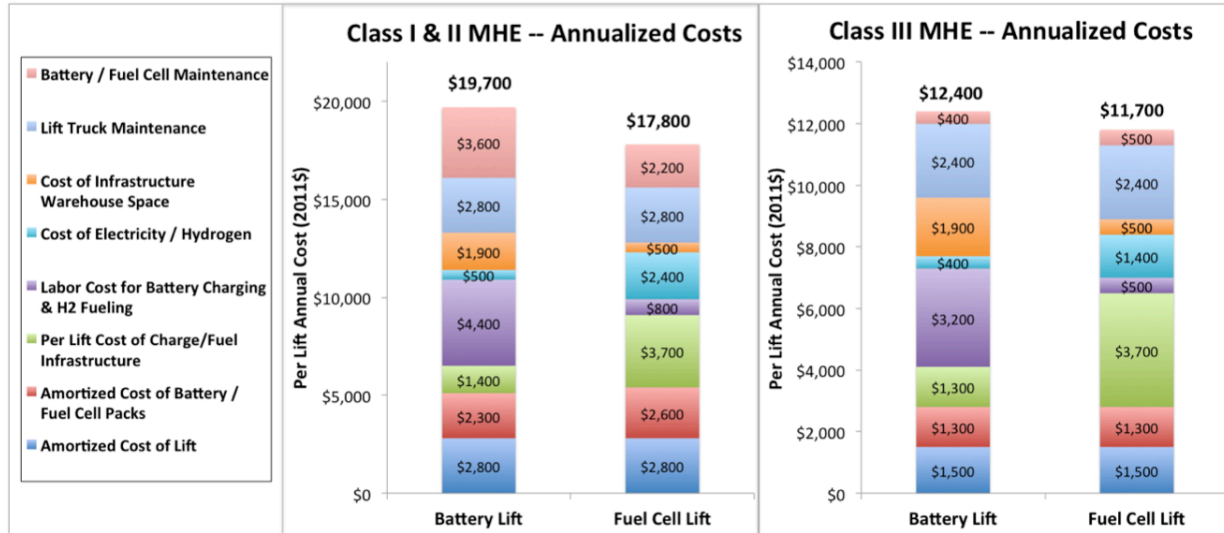 Battery / Fuel Cell Maintenance
Lift Truck Maintenance
Cost of Infrastructure
Warehouse Space
Cost of Electricity / Hydrogen
Labor Cost for Battery Charging
& H2 Fueling
Per Lift Cost of Charge/Fuel
Infrastructure
Amortized Cost of Battery /
Fuel Cell Packs
Amortized Cost of Lift
Class I & II MHE -- Annualized Costs
Per Lift Annual Cost (2011$)
$20,000
$15,000
$10,000
$5,000
$0
$19,700
$3,600
$2,800
$1,900
$500
$4,400
$1,400
$2,300
$2,800
Battery Lift
$17,800
$2,200
$2,800
$500
$2,400
$800
$3,700
$2,600
$2,800
Fuel Cell Lift
Class III MHE -- Annualized Costs
Per Lift Annual Cost (2011$)
$14,000
$12,000
$10,000
$8,000
$6,000
$4,000
$2,000
$0
$12,400
$400
$2,400
$1,900
$400
$3,200
$1,300
$1,300
$1,500
Battery Lift
$11,700
$500
$2,400
$500
$1,400
$500
$3,700
$1,300
$1,500
Fuel Cell Lift